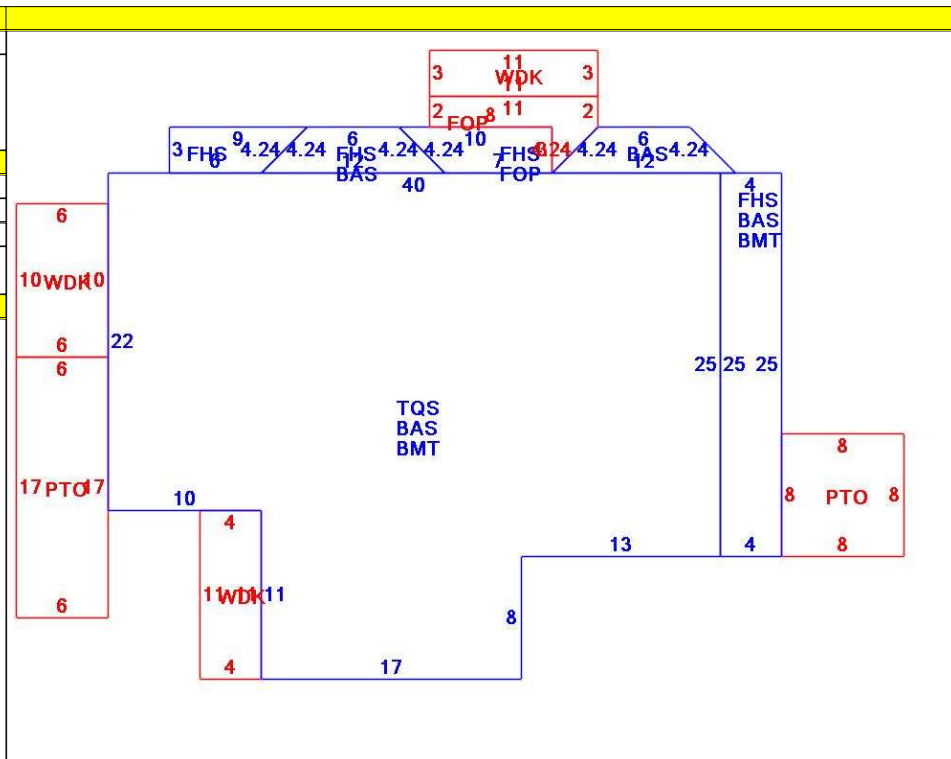 11
3 WDK 3
11
2 11 2
FOP 8
9 6 10 6
3 FHS 4.24 4.24 FHS 4.24 4.24 FHS 4.24 BAS 4.24
6 12 7 12
BAS FOP
40 4
6 FHS
BAS
BMT
10 WDK 10
6 22
6 25 25 25
TQS
BAS
BMT
8
17 PTO 17 10 8 PTO 8
4 13 4 8
6 11 WDK 11 11 8
4 17